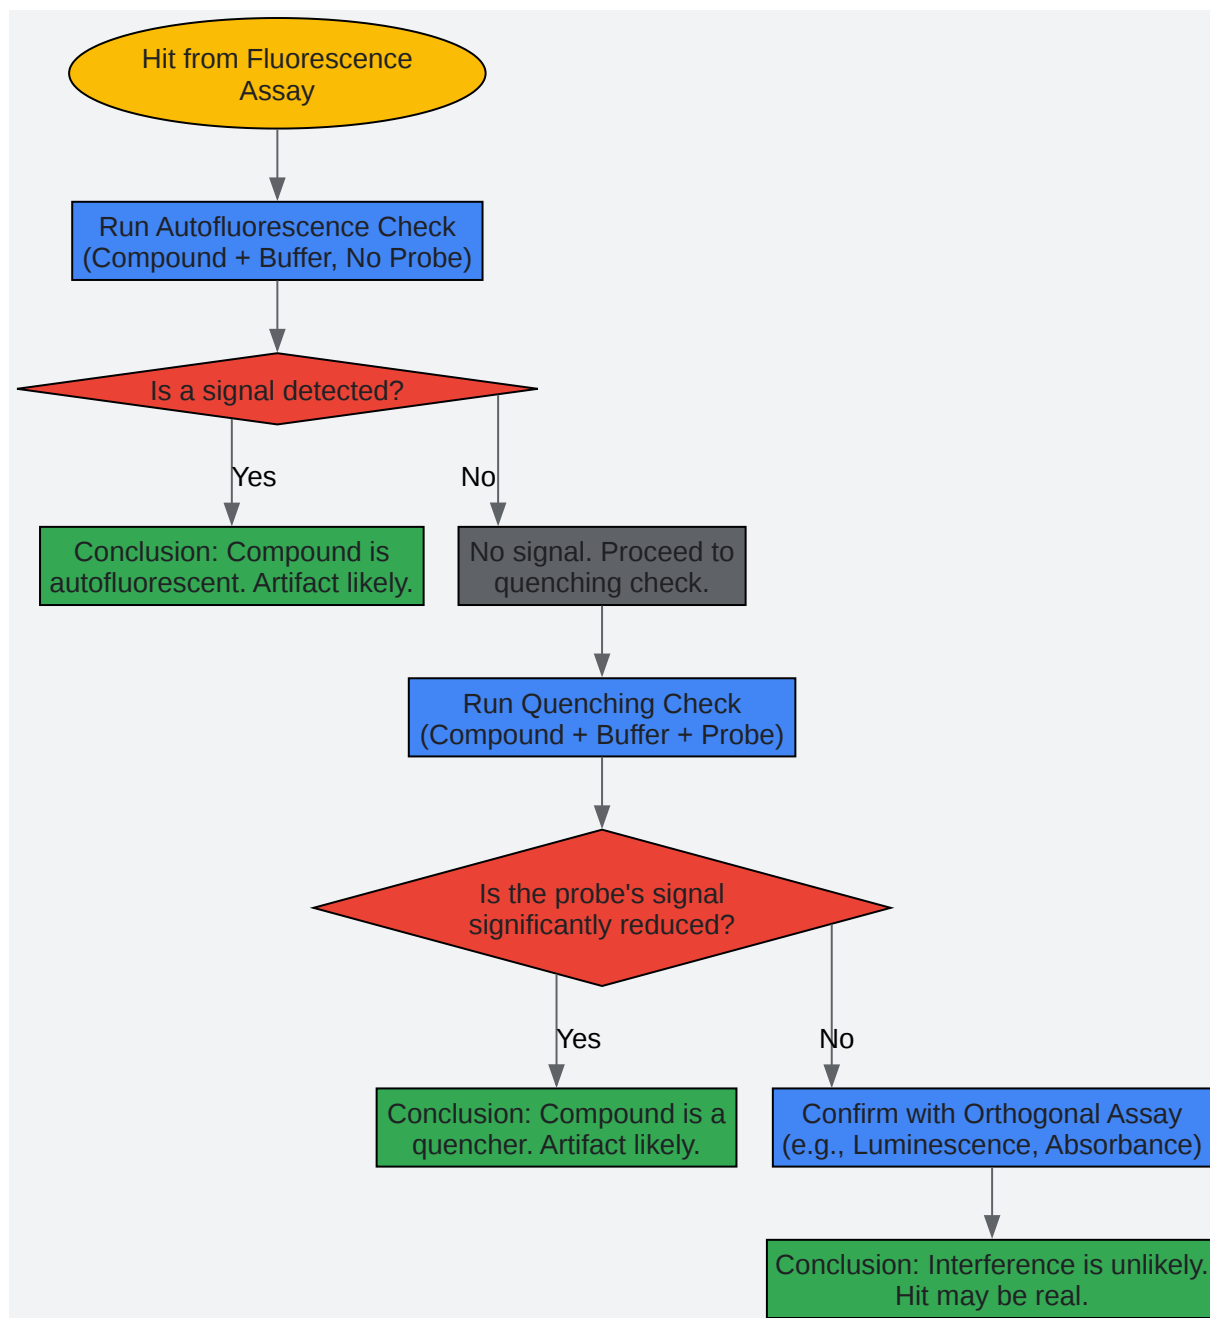 Hit from Fluorescence
Assay
Run Autofluorescence Check
(Compound + Buffer, No Probe)
Is a signal detected?
Yes
No
Conclusion: Compound is
autofluorescent. Artifact likely.
No signal. Proceed to
quenching check.
Run Quenching Check
(Compound + Buffer + Probe)
Is the probe's signal
significantly reduced?
Yes
No
Conclusion: Compound is a
quencher. Artifact likely.
Confirm with Orthogonal Assay
(e.g., Luminescence, Absorbance)
Conclusion: Interference is unlikely.
Hit may be real.